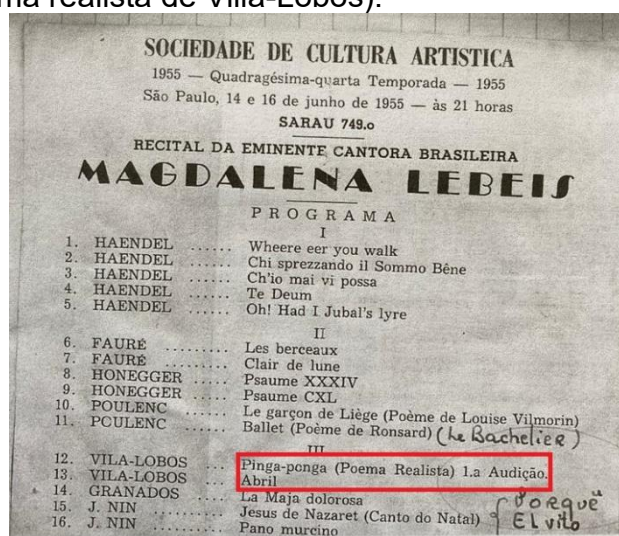 ma realista de Villa-Lobos).
SOCIEDADE DE CULTURA ARTISTICA
1955 — Quadragésima-quarta Temporada — 1955
São Paulo, 14 e 16 de junho de 1955 — às 21 horas
SARAU 749.o
RECITAL DA EMINENTE CANTORA BRASILEIRA
MAGDALENA LEBEIS
PROGRAMA
I
1. HAENDEL ...... Wheere eer you walk
2. HAENDEL ...... Chi sprezzando il Sommo Bêne
3. HAENDEL ...... Ch'io mai vi possa
4. HAENDEL ...... Te Deum
5. HAENDEL ...... Oh! Had I Jubal's lyre
II
6. FAURÉ ......... Les berceaux
7. FAURÉ ......... Clair de lune
8. HONEGGER ..... Psaume XXXIV
9. HONEGGER ..... Psaume CXL
10. POULENC ...... Le garçon de Liège (Poème de Louise Vilmorin)
11. PCULENC ...... Ballet (Poème de Ronsard) (Le Bachelier)
III
12. VILA-LOBOS ... Pinga-ponga (Poema Realista) 1.a Audição.
13. VILA-LOBOS ... Abril
14. GRANADOS ..... La Maja dolorosa
15. J. NIN .......... Jesus de Nazaret (Canto do Natal) { Porquê
16. J. NIN .......... Pano murcino El vito